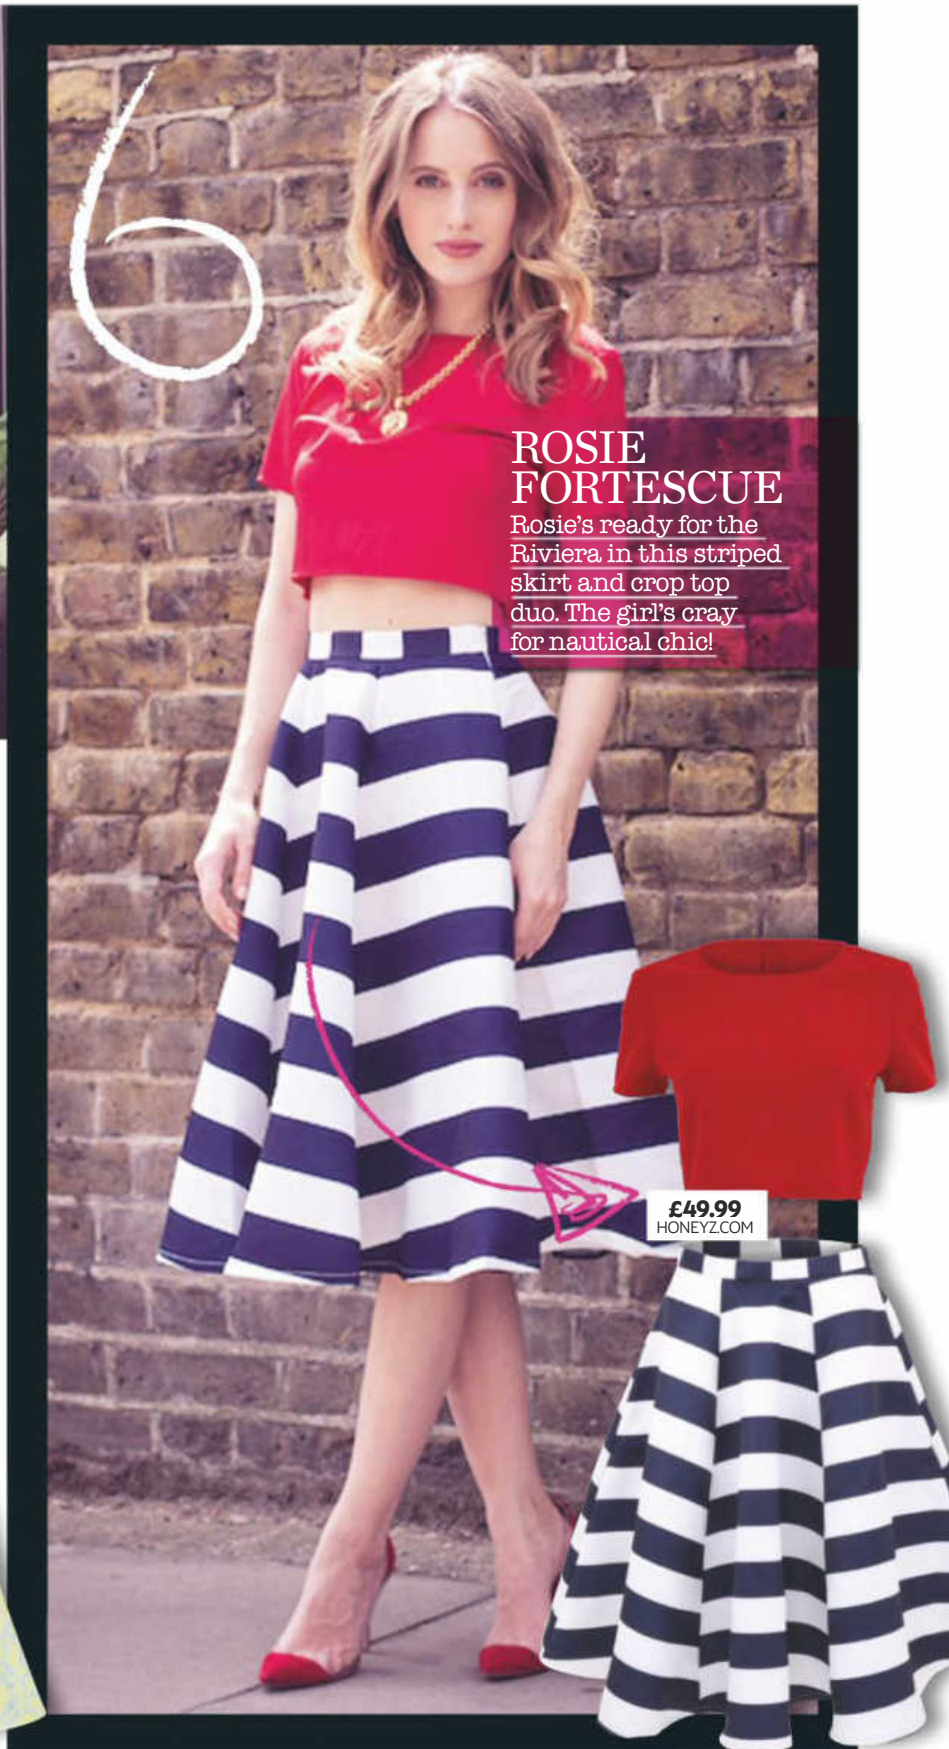 6
ROSIE
FORTESCUE
Rosie's ready for the
Riviera in this striped
skirt and crop top
duo. The girl's cray
for nautical chic!
£49.99
HONEYZ.COM